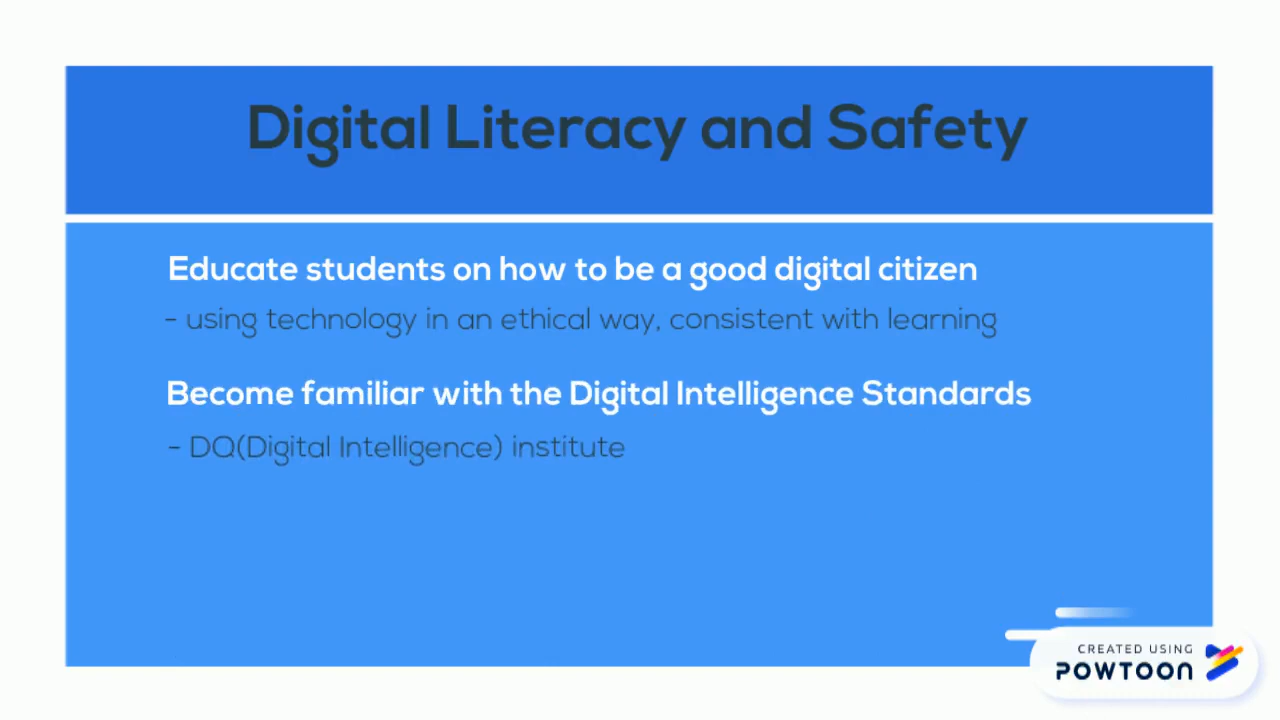 Digital Literacy and Safety
Educate students on how to be a good digital citizen
- using technology in an ethical way, consistent with learning
Become familiar with the Digital Intelligence Standards
- DQ(Digital Intelligence) institute
CREATED USING
POWTOON